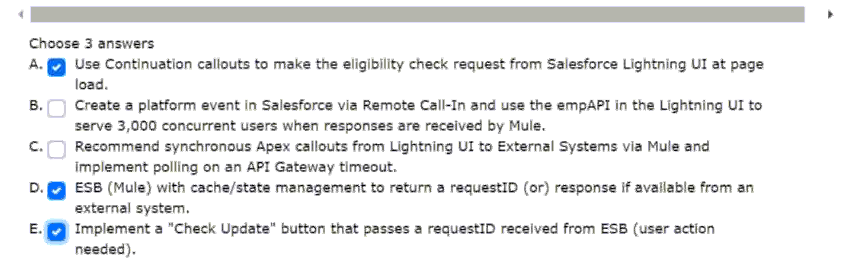 Choose 3 answers
A. Use Continuation callouts to make the eligibility check request from Salesforce Lightning UI at page
load.
B. Create a platform event in Salesforce via Remote Call-In and use the empAPI in the Lightning UI to
serve 3,000 concurrent users when responses are received by Mule.
C. Recommend synchronous Apex callouts from Lightning UI to External Systems via Mule and
implement polling on an API Gateway timeout.
D. ESB (Mule) with cache/state management to return a requestID (or) response if available from an
external system.
E. Implement a "Check Update" button that passes a requestID received from ESB (user action
needed).